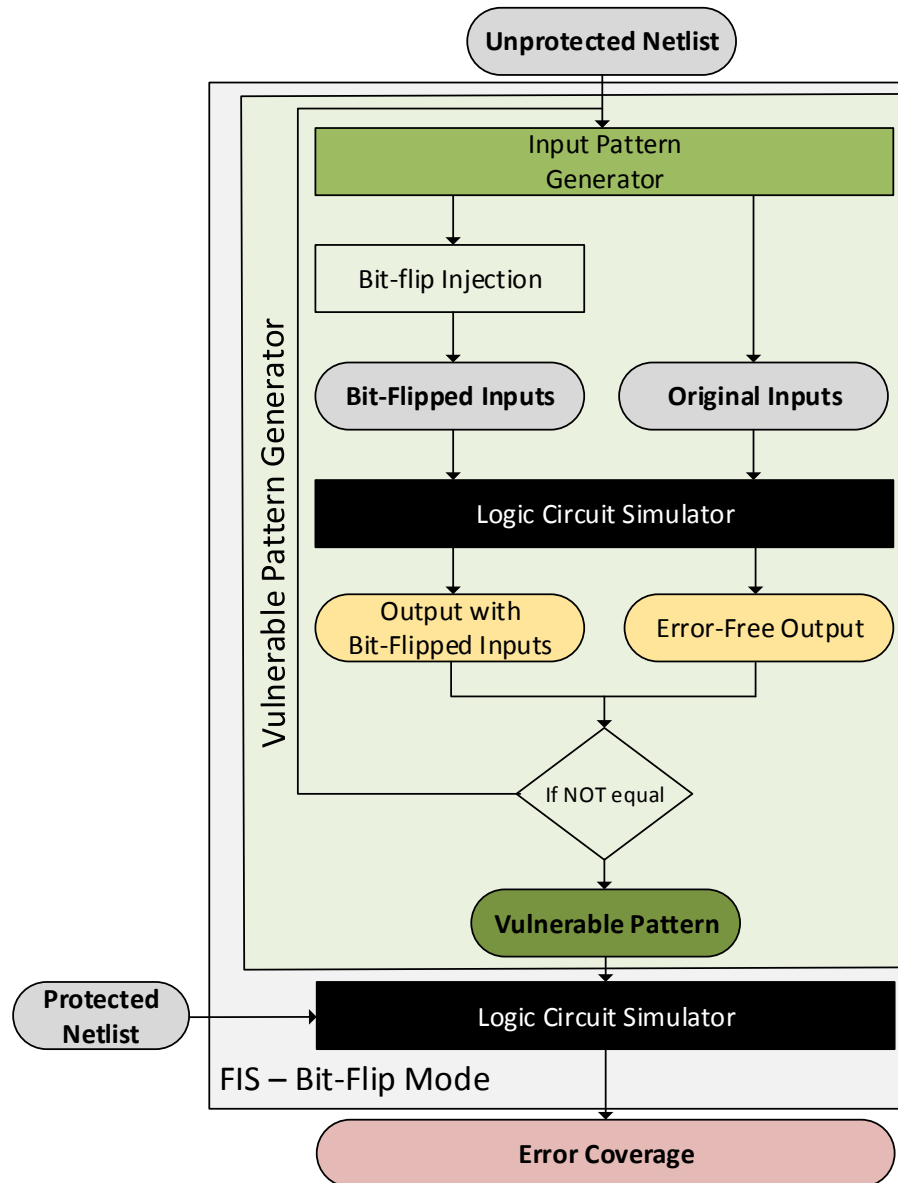 Unprotected Netlist
Input Pattern
Generator
Bit-flip Injection
Vulnerable Pattern Generator
Bit-Flipped Inputs
Original Inputs
Logic Circuit Simulator
Output with
Bit-Flipped Inputs
Error-Free Output
If NOT equal
Vulnerable Pattern
Protected
Netlist
Logic Circuit Simulator
FIS – Bit-Flip Mode
Error Coverage